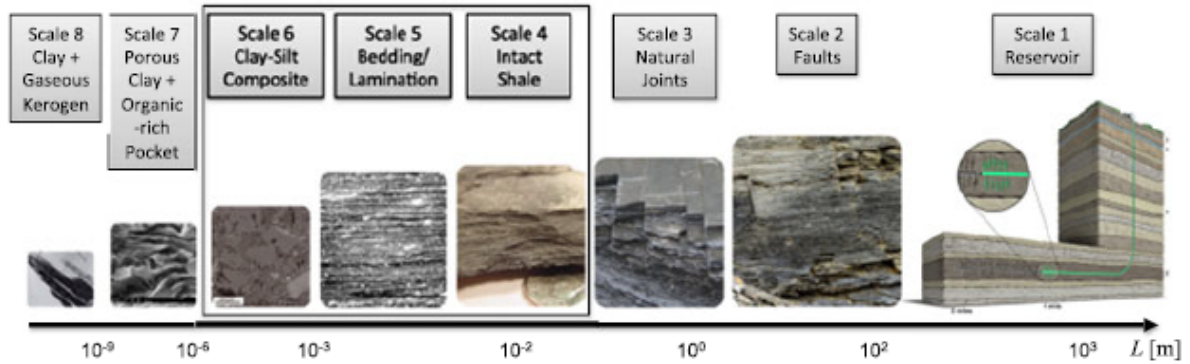 Scale 8
Clay +
Gaseous
Kerogen
Scale 7
Porous
Clay +
Organic
-rich
Pocket
Scale 6
Clay-Silt
Composite
Scale 5
Bedding/
Lamination
Scale 4
Intact
Shale
Scale 3
Natural
Joints
Scale 2
Faults
Scale 1
Reservoir
10-9 10-6 10-3 10-2 100 102 103 L [m]